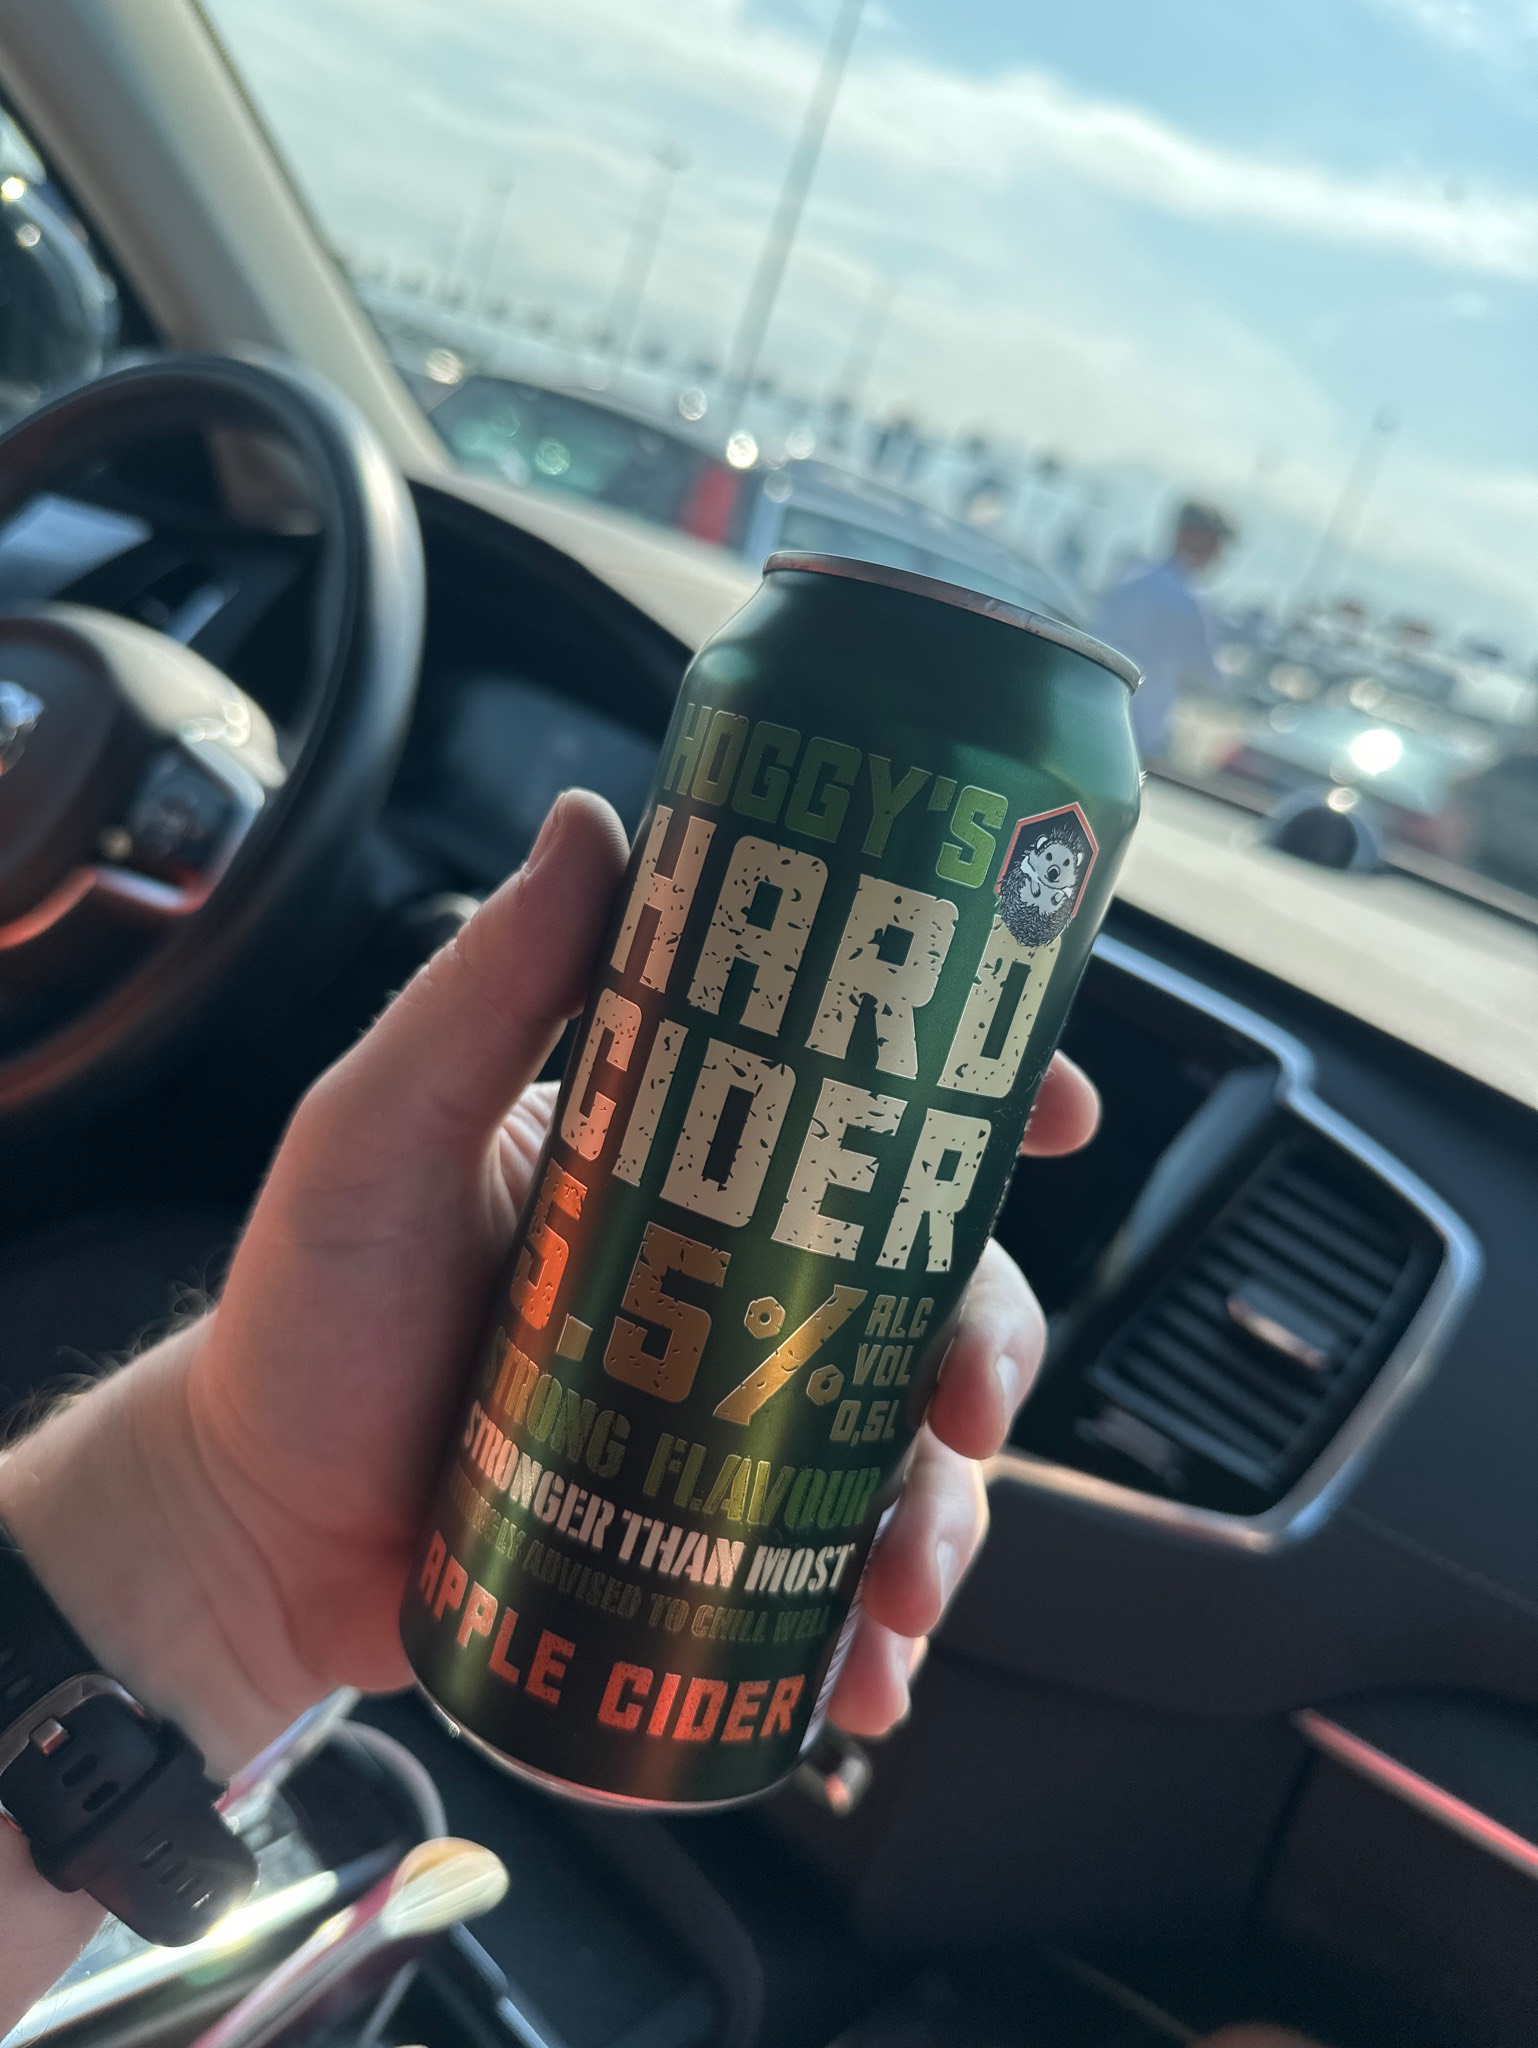 HOGGY'S
HARD
CIDER
5.5% ALC
VOL
0,5L
STRONG FLAVOUR
STRONGER THAN MOST
STRONGLY ADVISED TO CHILL WELL
APPLE CIDER